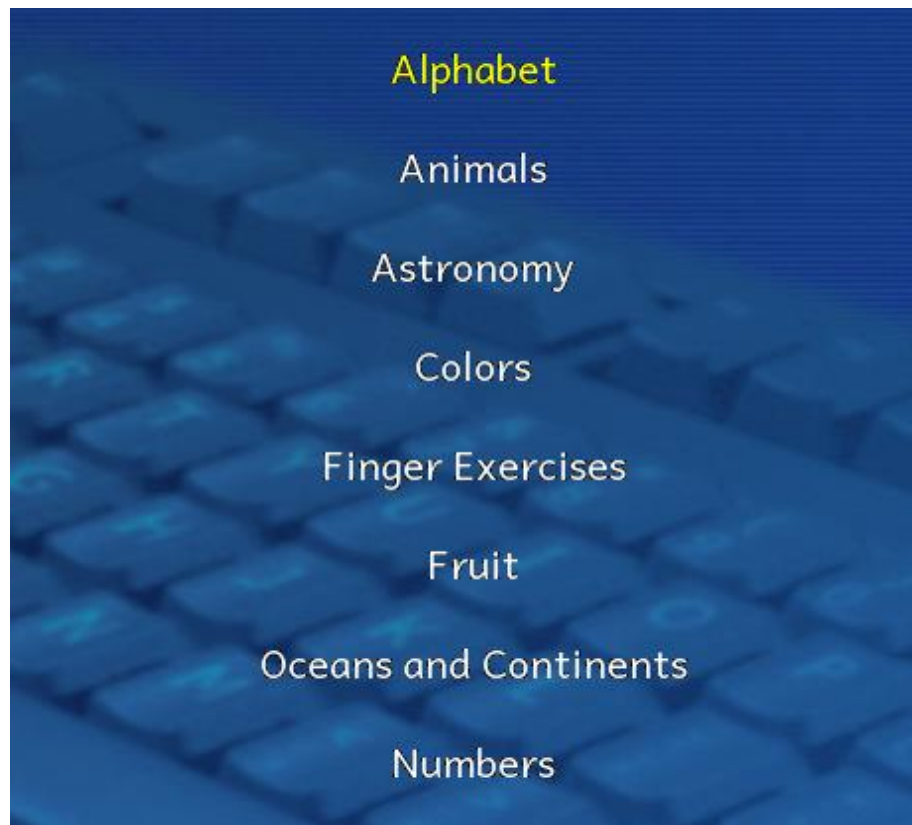 Alphabet
Animals
Astronomy
Colors
Finger Exercises
Fruit
Oceans and Continents
Numbers